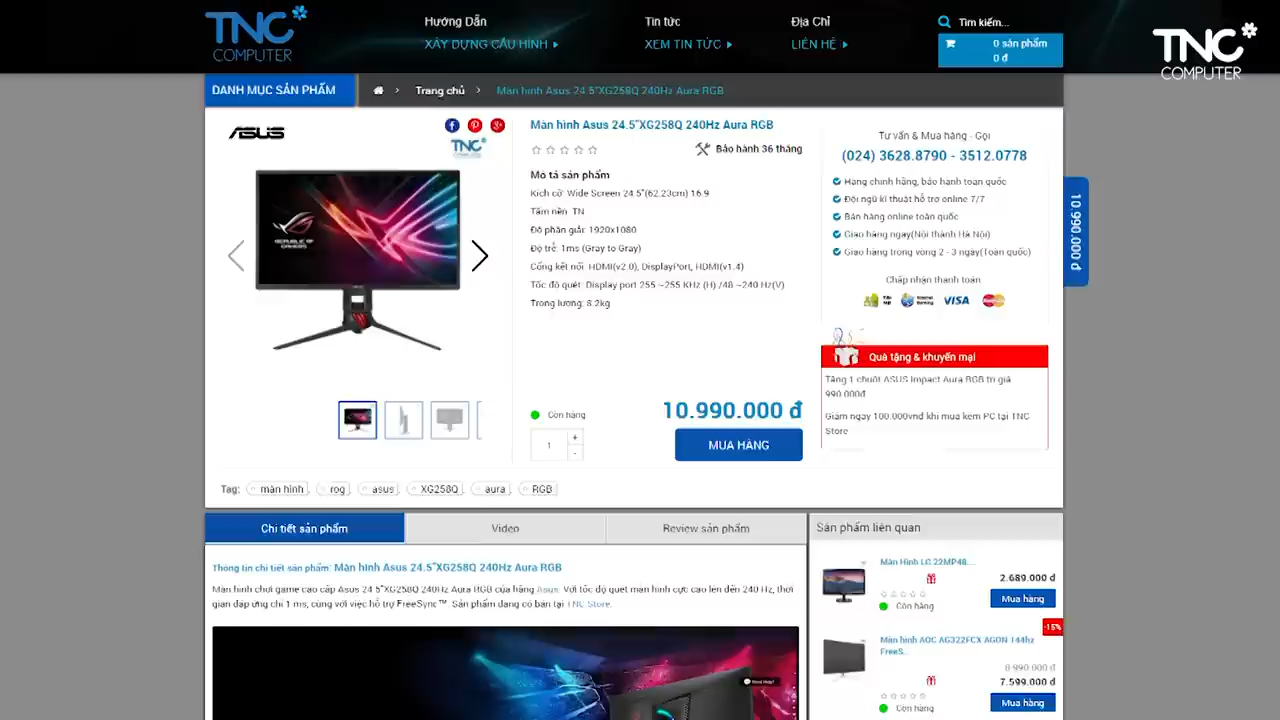 TNC
COMPUTER
Hướng Dẫn
XÂY DỰNG CẤU HÌNH
Tin tức
XEM TIN TỨC
Địa Chỉ
LIÊN HỆ
Tìm kiếm...
0 sản phẩm
0 đ
TNC
COMPUTER
DANH MỤC SẢN PHẨM
Trang chủ
Màn hình Asus 24.5"XG258Q 240Hz Aura RGB
ASUS
TNC
Màn hình Asus 24.5"XG258Q 240Hz Aura RGB
Bảo hành 36 tháng
Mô tả sản phẩm
Kích cỡ: Wide Screen 24.5"(62.23cm) 16:9
Tấm nền: TN
Độ phân giải: 1920x1080
Độ trễ: 1ms (Gray to Gray)
Cổng kết nối: HDMI(v2.0), DisplayPort, HDMI(v1.4)
Tốc độ quét: Display port 255 ~255 KHz (H) /48 ~240 Hz(V)
Trọng lượng: 8.2kg
REPUBLIC OF
GAMERS
Còn hàng
10.990.000 đ
1
+
-
MUA HÀNG
Tư vấn & Mua hàng - Gọi
(024) 3628.8790 - 3512.0778
Hàng chính hãng, bảo hành toàn quốc
Đội ngũ kĩ thuật hỗ trợ online 7/7
Bán hàng online toàn quốc
Giao hàng ngay(Nội thành Hà Nội)
Giao hàng trong vòng 2 - 3 ngày(Toàn quốc)
Chấp nhận thanh toán
VISA
10.990.000 đ
Quà tặng & khuyến mại
Tặng 1 chuột ASUS Impact Aura RGB trị giá
990.000đ
Giảm ngay 100.000vnđ khi mua kèm PC tại TNC
Store
Tag:
màn hình
rog
asus
XG258Q
aura
RGB
Chi tiết sản phẩm
Video
Review sản phẩm
Thông tin chi tiết sản phẩm: Màn hình Asus 24.5"XG258Q 240Hz Aura RGB
Màn hình chơi game cao cấp Asus 24.5"XG258Q 240Hz Aura RGB của hãng Asus. Với tốc độ quét màn hình cực cao lên đến 240 Hz, thời
gian đáp ứng chỉ 1 ms, cùng với việc hỗ trợ FreeSync™. Sản phẩm đang có bán tại TNC Store.
Sản phẩm liên quan
Màn Hình LG 22MP48...
2.689.000 đ
Còn hàng
Mua hàng
-15%
Màn hình AOC AG322FCX AGON 144hz
FreeS..
8.990.000 đ
7.599.000 đ
Còn hàng
Mua hàng